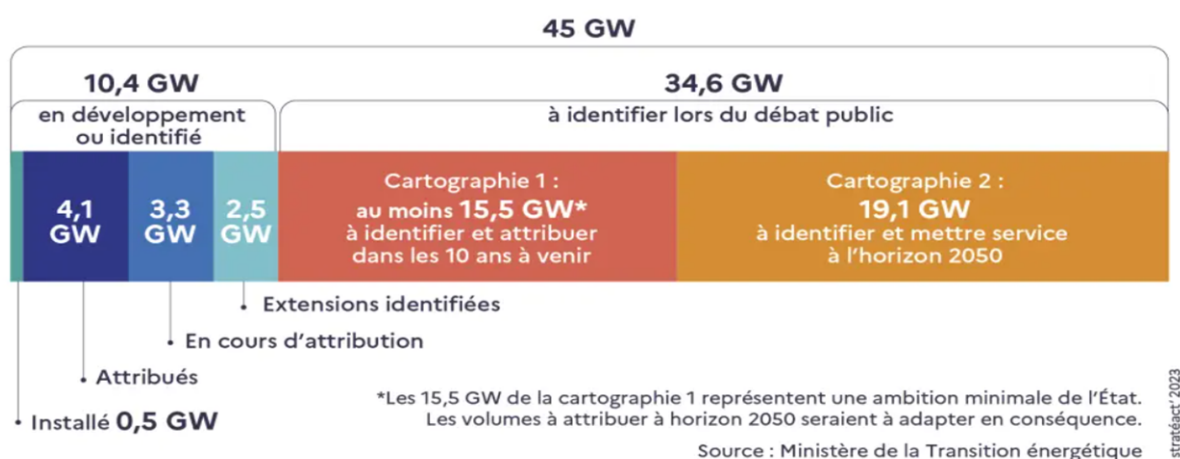 45 GW
10,4 GW
34,6 GW
en développement
ou identifié
à identifier lors du débat public
4,1
GW
3,3
GW
2,5
GW
Cartographie 1 :
au moins 15,5 GW*
à identifier et attribuer
dans les 10 ans à venir
Cartographie 2 :
19,1 GW
à identifier et mettre service
à l'horizon 2050
Extensions identifiées
En cours d'attribution
Attribués
Installé 0,5 GW
*Les 15,5 GW de la cartographie 1 représentent une ambition minimale de l'État.
Les volumes à attribuer à horizon 2050 seraient à adapter en conséquence.
Source : Ministère de la Transition énergétique
stratéact' 2023